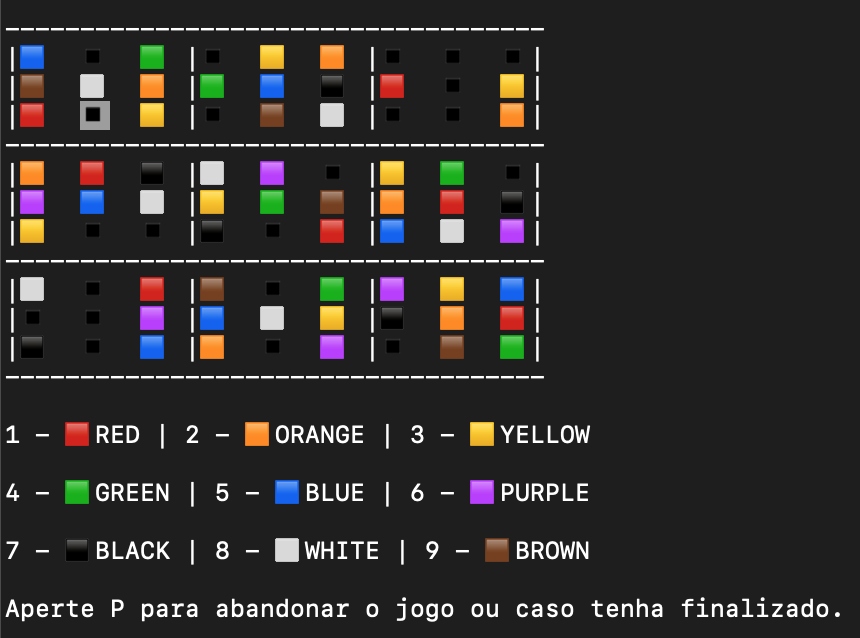 1 – RED | 2 – ORANGE | 3 – YELLOW
4 – GREEN | 5 – BLUE | 6 – PURPLE
7 – BLACK | 8 – WHITE | 9 – BROWN
Aperte P para abandonar o jogo ou caso tenha finalizado.